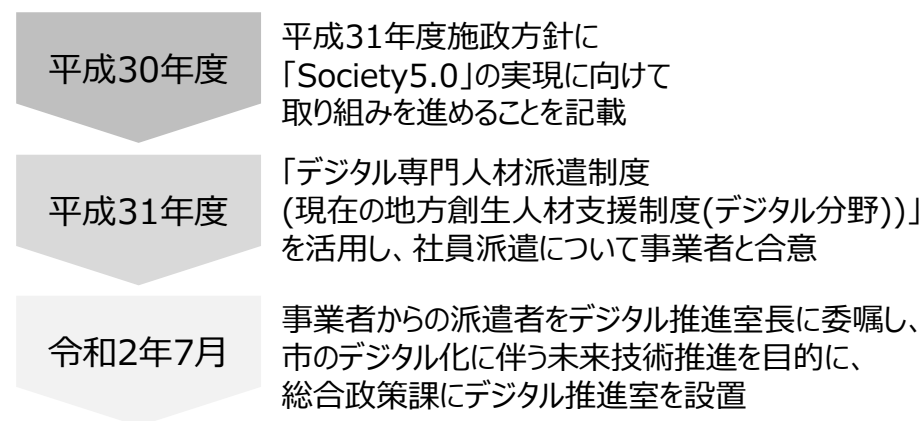 平成30年度
平成31年度施政方針に
「Society5.0」の実現に向けて
取り組みを進めることを記載
平成31年度
「デジタル専門人材派遣制度
(現在の地方創生人材支援制度(デジタル分野))」
を活用し、社員派遣について事業者と合意
令和2年7月
事業者からの派遣者をデジタル推進室長に委嘱し、
市のデジタル化に伴う未来技術推進を目的に、
総合政策課にデジタル推進室を設置